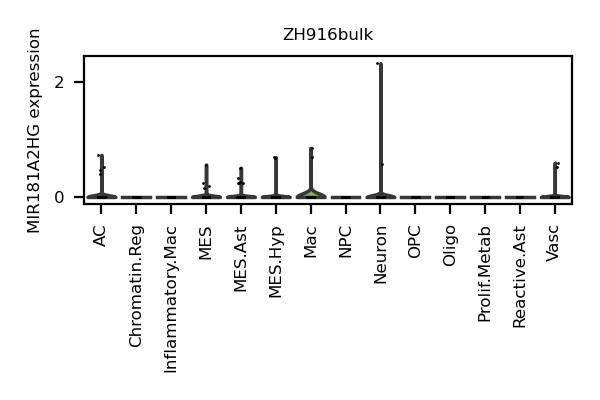 ZH916bulk
MIR181A2HG expression
2
0
AC
Chromatin.Reg
Inflammatory.Mac
MES
MES.Ast
MES.Hyp
Mac
NPC
Neuron
OPC
Oligo
Prolif.Metab
Reactive.Ast
Vasc